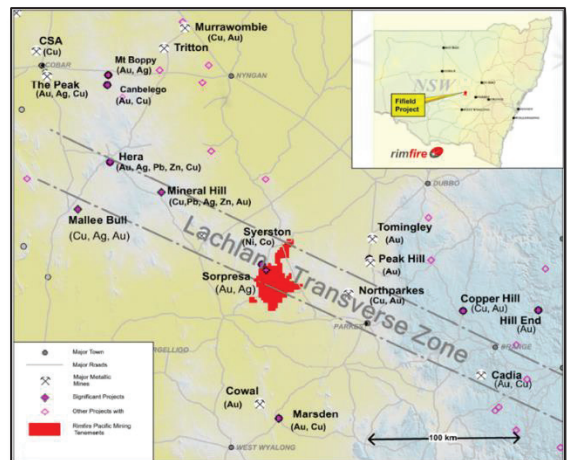 CSA
(Cu)
COBAR
The Peak
(Au, Ag, Cu)
Mt Boppy
(Au, Ag)
Canbelego
(Au, Cu)
Murrawombie
(Cu, Au)
Tritton
NYNGAN
NSW
Fifield
Project
rimfire
Hera
(Au, Ag, Pb, Zn, Cu)
Mineral Hill
(Cu,Pb, Ag, Zn, Au)
Mallee Bull
(Cu, Ag, Au)
DUBBO
Syerston
(Ni, Co)
Tomingley
(Au)
Peak Hill
(Au)
Sorpresa
(Au, Ag)
Lachlan Transverse Zone
Northparkes
(Cu, Au)
PARKES
Copper Hill
(Cu, Au)
Hill End
(Au)
Cadia
(Au, Cu)
Cowal
(Au)
Marsden
(Au, Cu)
WEST WYALONG
100 km
Major Town
Major Roads
Major Metallic
Mines
Significant Projects
Other Projects with
Rimfire Pacific Mining
Tenements